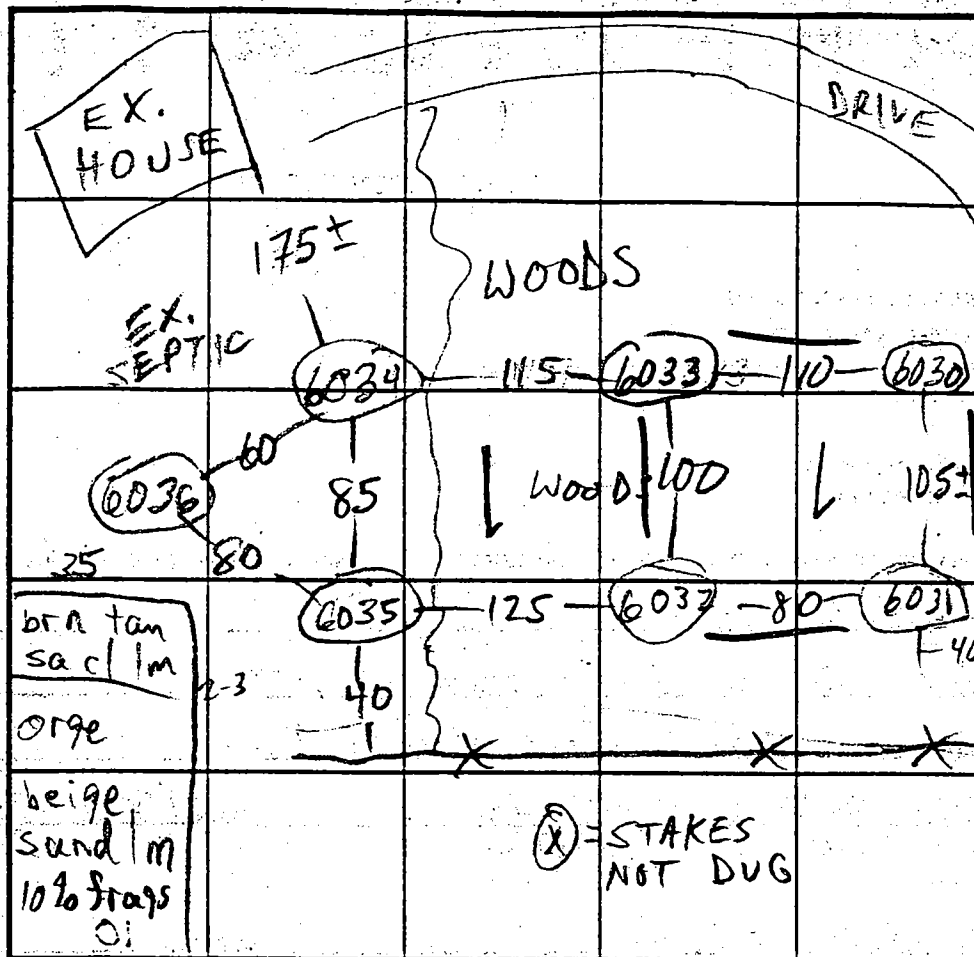 EX.
HOUSE
DRIVE
175±
WOODS
EX.
SEPTIC
6034
115
6033
110
6030
60
6036
85
WOODS
100
105±
35
80
6035
125
6032
80
6031
40
brn tan
sa cl lm
2-3
40
orge
beige
sand lm
10% frags
X = STAKES
NOT DUG